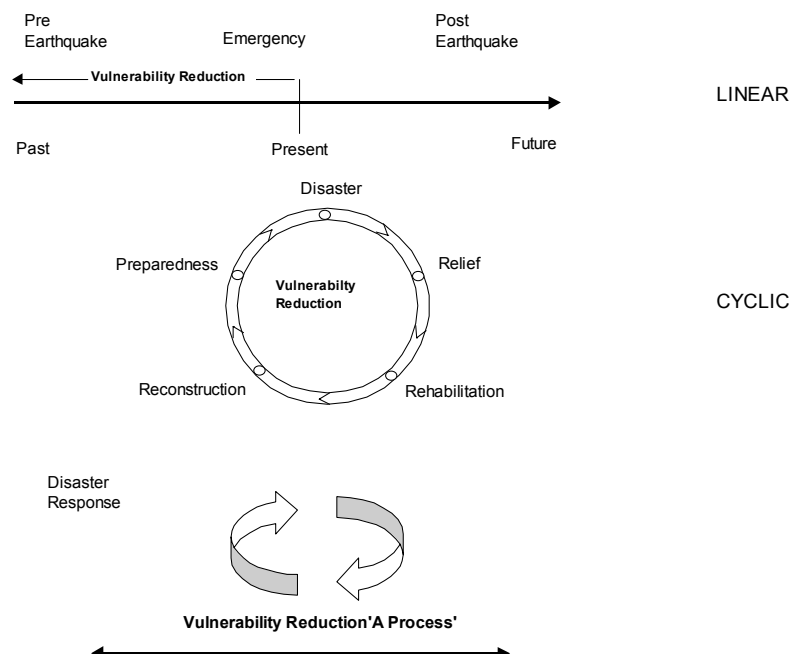 Pre
Earthquake
Emergency
Post
Earthquake
Vulnerability Reduction
LINEAR
Past
Present
Future
Disaster
Preparedness
Relief
Vulnerabilty
Reduction
CYCLIC
Reconstruction
Rehabilitation
Disaster
Response
Vulnerability Reduction'A Process'